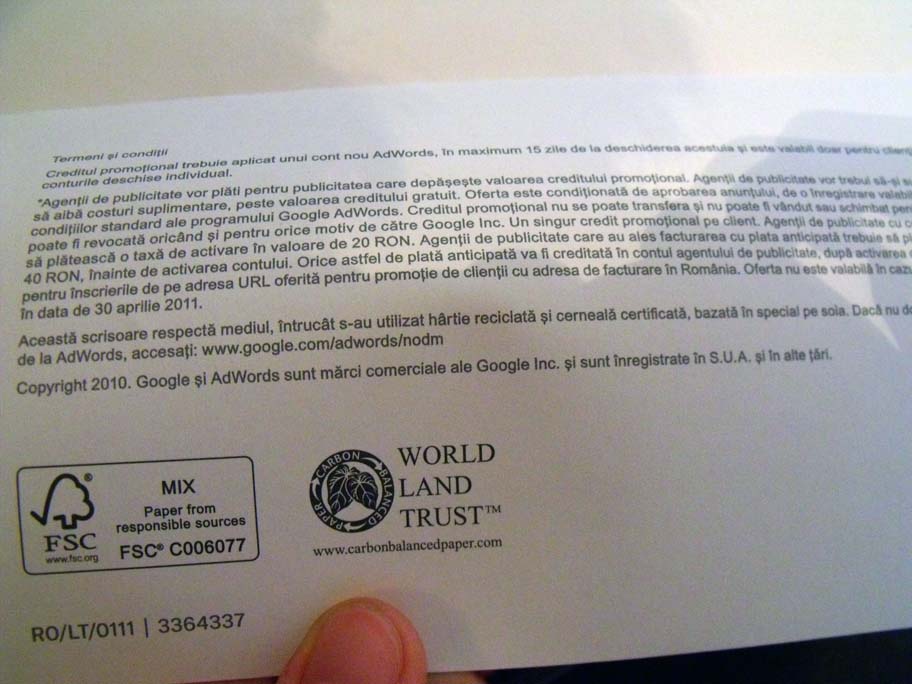 Termeni și condiții
Creditul promoțional trebuie aplicat unui cont nou AdWords, în maximum 15 zile de la deschiderea acestuia și este valabil doar pentru clienți
conturile deschise individual.
*Agenții de publicitate vor plăti pentru publicitatea care depășește valoarea creditului promoțional. Agenții de publicitate vor trebui să-și
să aibă costuri suplimentare, peste valoarea creditului gratuit. Oferta este condiționată de aprobarea anunțului, de o înregistrare
condițiilor standard ale programului Google AdWords. Creditul promoțional nu se poate transfera și nu poate fi vândut sau schimbat
poate fi revocată oricând și pentru orice motiv de către Google Inc. Un singur credit promoțional pe client. Agenții de publicitate cu
să plătească o taxă de activare în valoare de 20 RON. Agenții de publicitate care au ales facturarea cu plata anticipată trebuie să
40 RON, înainte de activarea contului. Orice astfel de plată anticipată va fi creditată în contul agentului de publicitate, după activarea
pentru înscrierile de pe adresa URL oferită pentru promoție de clienții cu adresa de facturare în România. Oferta nu este valabilă în
în data de 30 aprilie 2011.
Această scrisoare respectă mediul, întrucât s-au utilizat hârtie reciclată și cerneală certificată, bazată în special pe soia. Dacă nu
de la AdWords, accesați: www.google.com/adwords/nodm
Copyright 2010. Google și AdWords sunt mărci comerciale ale Google Inc. și sunt înregistrate în S.U.A. și în alte țări.
FSC
www.fsc.org
®
MIX
Paper from
responsible sources
FSC® C006077
CARBON BALANCED PAPER
WORLD
LAND
TRUST™
www.carbonbalancedpaper.com
RO/LT/0111 | 3364337